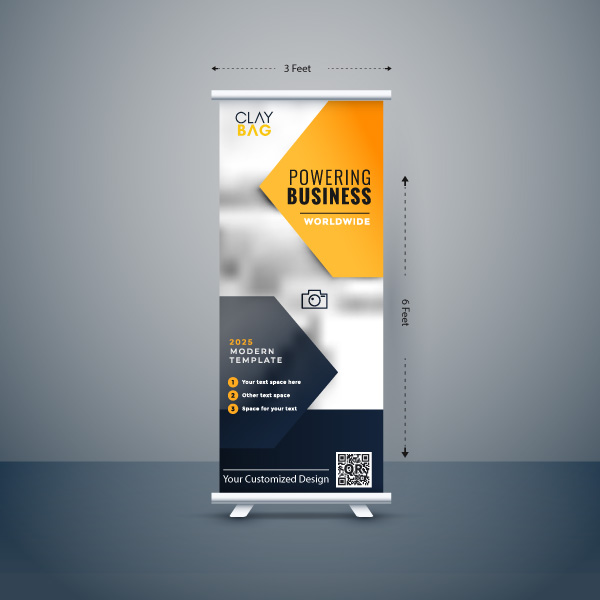 3 Feet
CLAY
BAG
POWERING
BUSINESS
WORLDWIDE
6 Feet
2025
MODERN
TEMPLATE
1 Your text space here
2 Other text space
3 Space for your text
Your Customized Design
QR